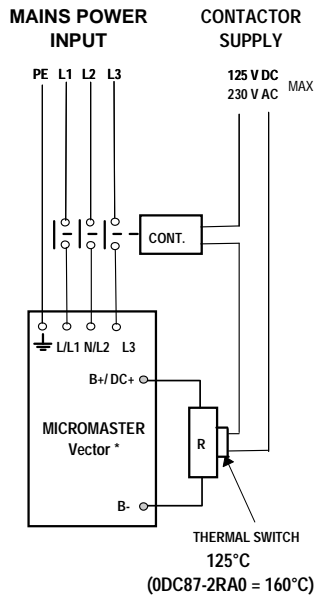 MAINS POWER
INPUT
CONTACTOR
SUPPLY
PE L1 L2 L3
125 V DC
230 V AC
MAX
CONT.
L/L1 N/L2 L3
B+/ DC+
MICROMASTER
Vector *
R
B-
THERMAL SWITCH
125°C
(0DC87-2RA0 = 160°C)